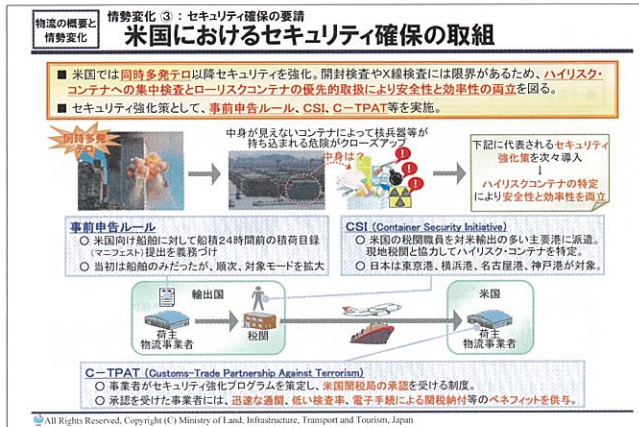 物流の概要と
情勢変化
情勢変化 ③ : セキュリティ確保の要請
米国におけるセキュリティ確保の取組
■ 米国では同時多発テロ以降セキュリティを強化。開封検査やX線検査には限界があるため、ハイリスク・
コンテナへの集中検査とローリスクコンテナの優先的取扱により安全性と効率性の両立を図る。
■ セキュリティ強化策として、事前申告ルール、CSI、C－TPAT等を実施。
同時多発
テロ
中身が見えないコンテナによって核兵器等が
持ち込まれる危険がクローズアップ
中身は？
下記に代表されるセキュリティ
強化策を次々導入
ハイリスクコンテナの特定
により安全性と効率性を両立
事前申告ルール
○ 米国向け船舶に対して船積24時間前の積荷目録
（マニフェスト）提出を義務づけ
○ 当初は船舶のみだったが、順次、対象モードを拡大
CSI (Container Security Initiative)
○ 米国の税関職員を対米輸出の多い主要港に派遣。
現地税関と協力してハイリスク・コンテナを特定。
○ 日本は東京港、横浜港、名古屋港、神戸港が対象。
輸出国
米国
荷主
物流事業者
税関
荷主
物流事業者
C－TPAT (Customs-Trade Partnership Against Terrorism)
○ 事業者がセキュリティ強化プログラムを策定し、米国関税局の承認を受ける制度。
○ 承認を受けた事業者には、迅速な通関、低い検査率、電子手続による関税納付等のベネフィットを供与。
All Rights Reserved, Copyright (C) Ministry of Land, Infrastructure, Transport and Tourism, Japan